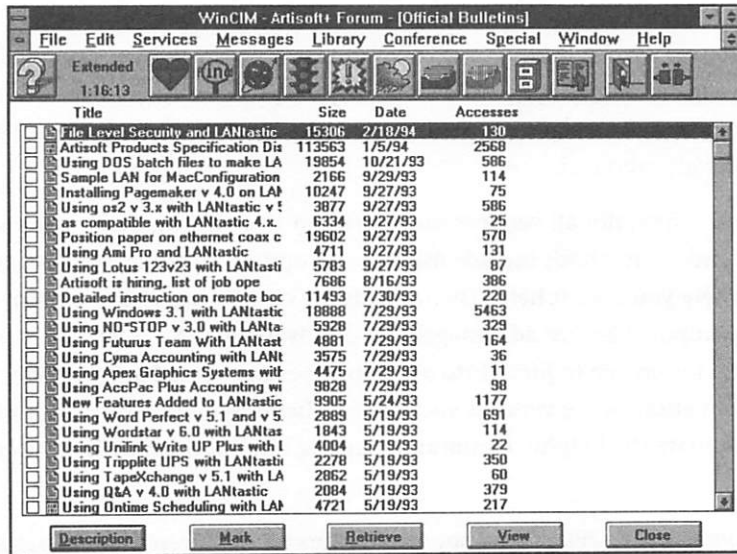 WinCIM - Artisoft+ Forum - [Official Bulletins]
File Edit Services Messages Library Conference Special Window Help
Extended
1:16:13
Title Size Date Accesses
File Level Security and LANtastic 15306 2/18/94 130
Artisoft Products Specification Dis 113563 1/5/94 2568
Using DOS batch files to make LA 19854 10/21/93 586
Sample LAN for MacConfiguration 2166 9/29/93 114
Installing Pagemaker v 4.0 on LAN 10247 9/27/93 75
Using os2 v 3.x with LANtastic v 5 3877 9/27/93 586
as compatible with LANtastic 4.x. 6334 9/27/93 25
Position paper on ethernet coax c 19602 9/27/93 570
Using Ami Pro and LANtastic 4711 9/27/93 131
Using Lotus 123v23 with LANtasti 5783 9/27/93 87
Artisoft is hiring, list of job ope 7686 8/16/93 386
Detailed instruction on remote boo 11493 7/30/93 220
Using Windows 3.1 with LANtastic 18888 7/29/93 5463
Using NO*STOP v 3.0 with LANta 5928 7/29/93 329
Using Futurus Team With LANtast 4881 7/29/93 164
Using Cyma Accounting with LANt 3575 7/29/93 36
Using Apex Graphics Systems with 4475 7/29/93 11
Using AccPac Plus Accounting wi 9828 7/29/93 98
New Features Added to LANtastic 9905 5/24/93 1177
Using Word Perfect v 5.1 and v 5. 2889 5/19/93 691
Using Wordstar v 6.0 with LANtas 1843 5/19/93 114
Using Unilink Write UP Plus with L 4004 5/19/93 22
Using Tripplite UPS with LANtastic 2278 5/19/93 350
Using TapeXchange v 5.1 with LA 2862 5/19/93 60
Using Q&A v 4.0 with LANtastic 2084 5/19/93 379
Using Ontime Scheduling with LAN 4721 5/19/93 217
Description Mark Retrieve View Close